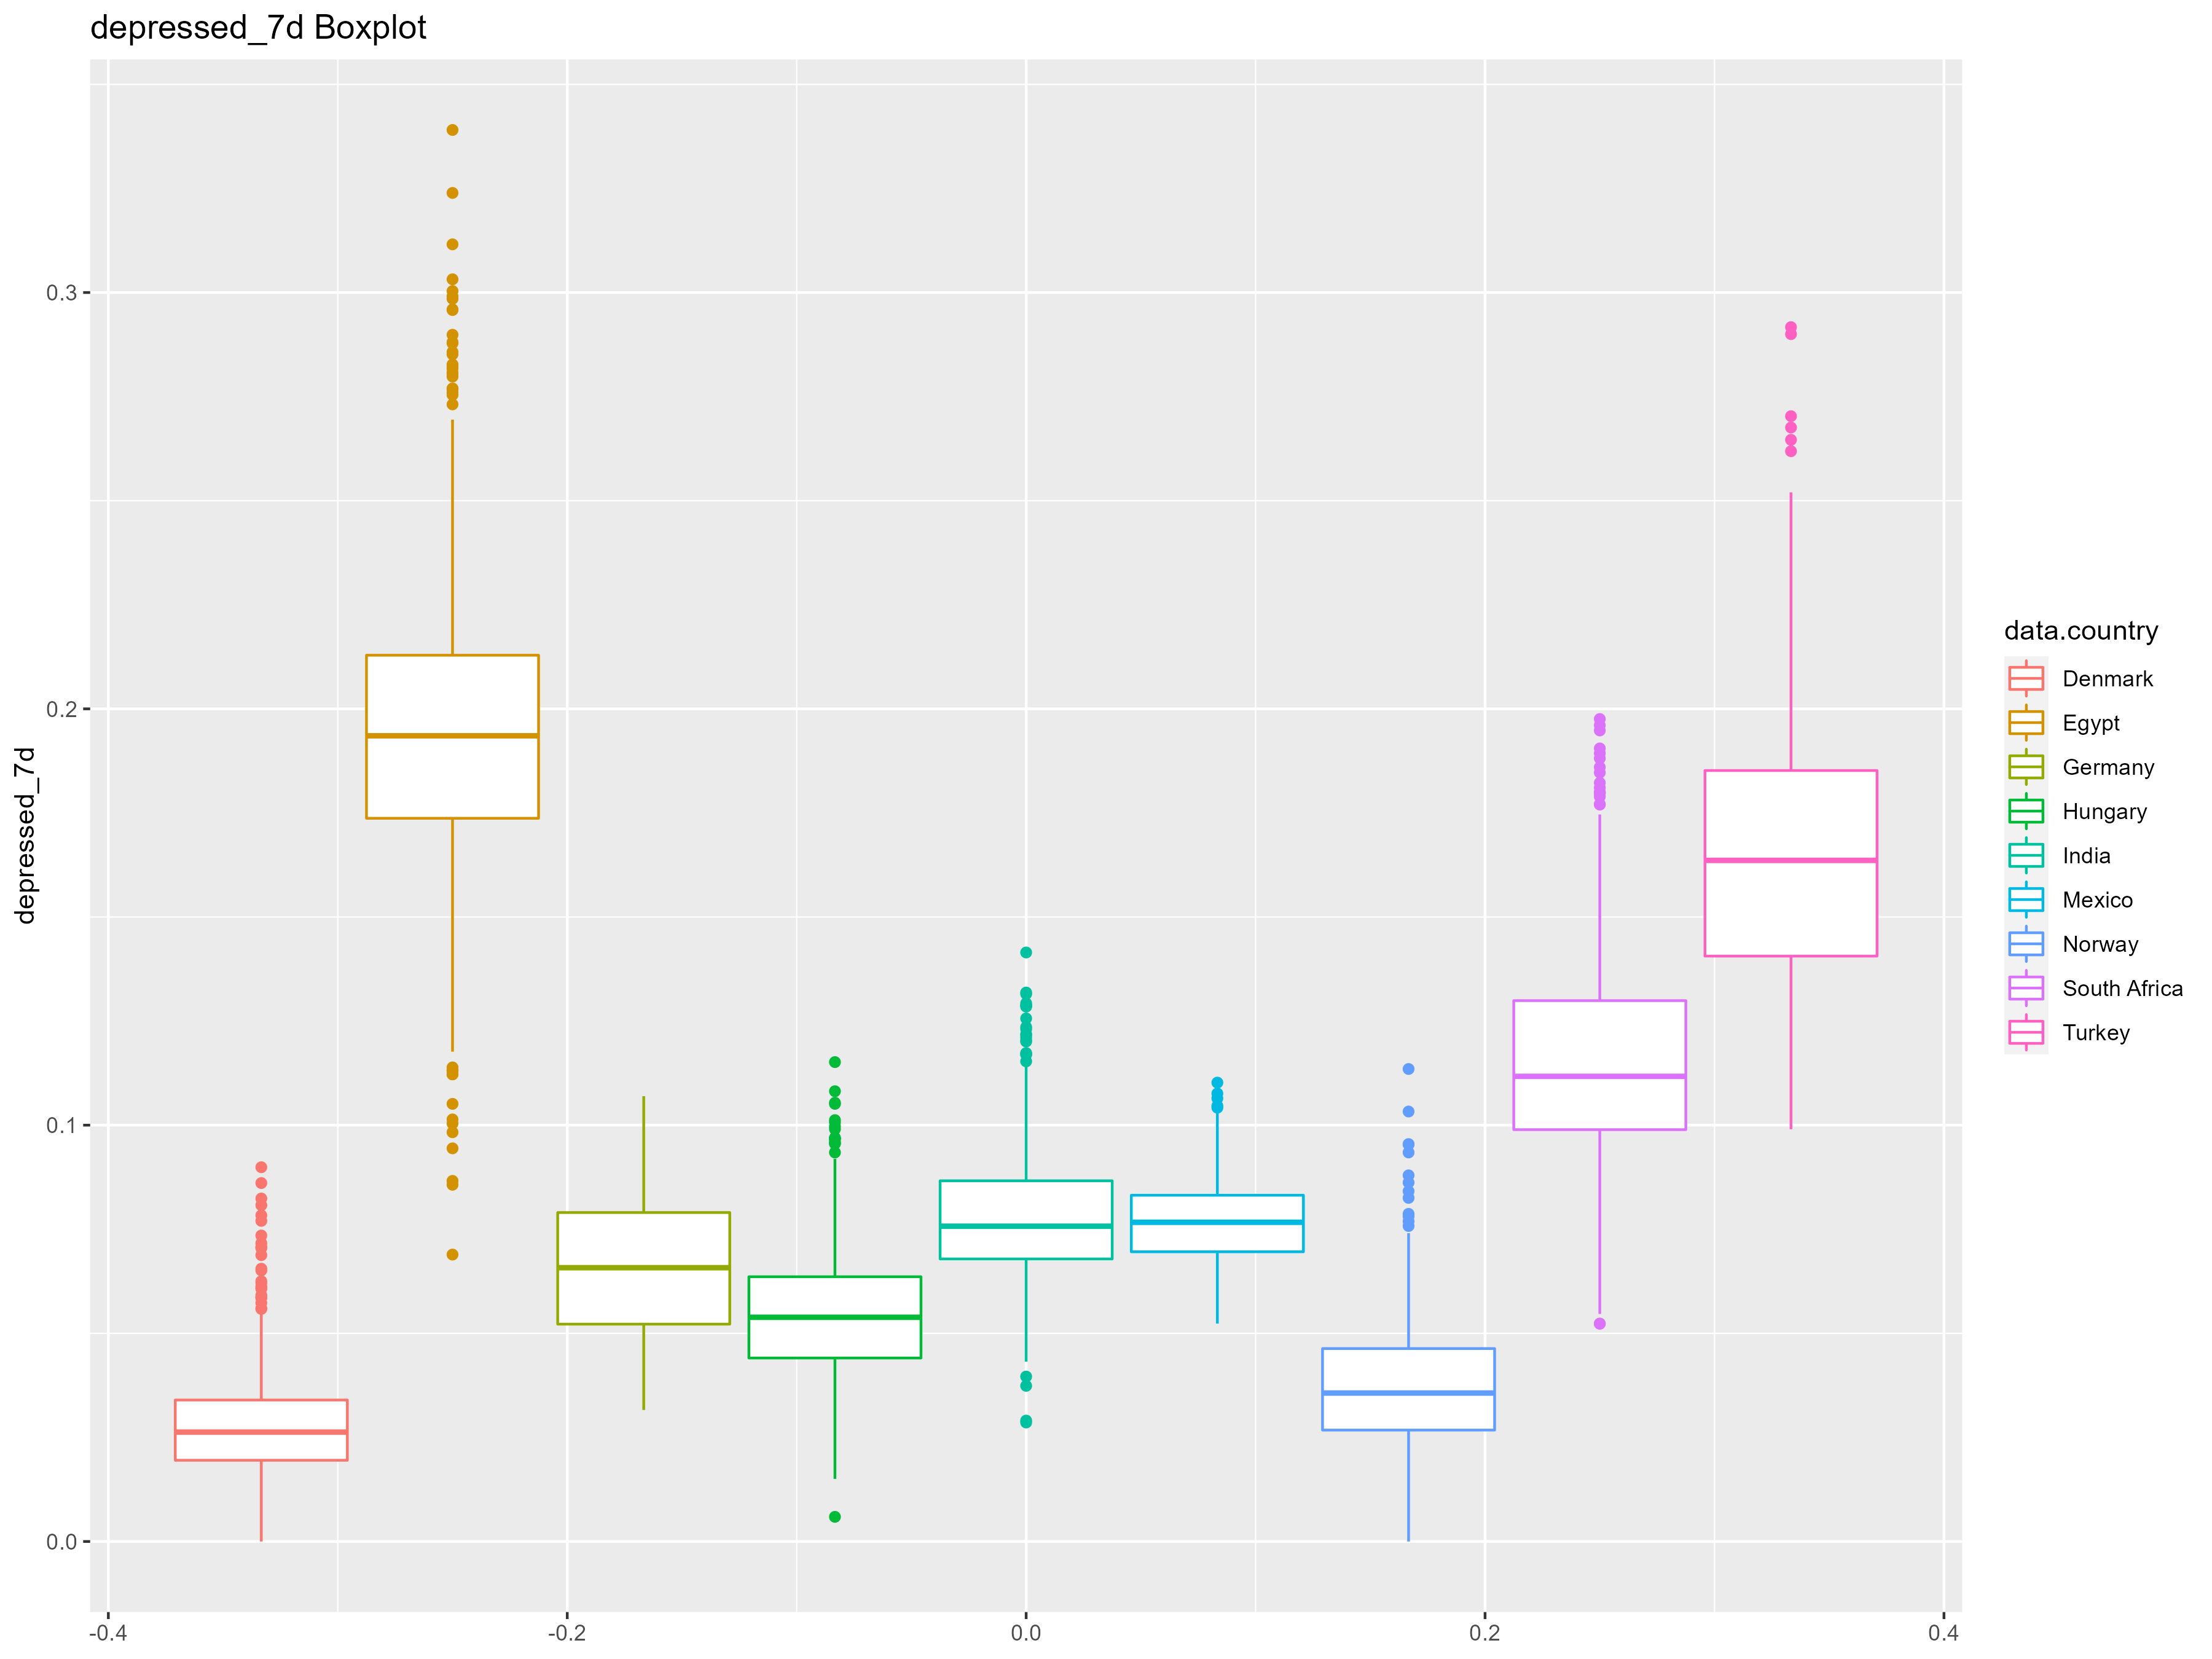 depressed_7d Boxplot
0.3
0.2
0.1
0.0
depressed_7d
-0.4 -0.2 0.0 0.2 0.4
data.country
Denmark
Egypt
Germany
Hungary
India
Mexico
Norway
South Africa
Turkey